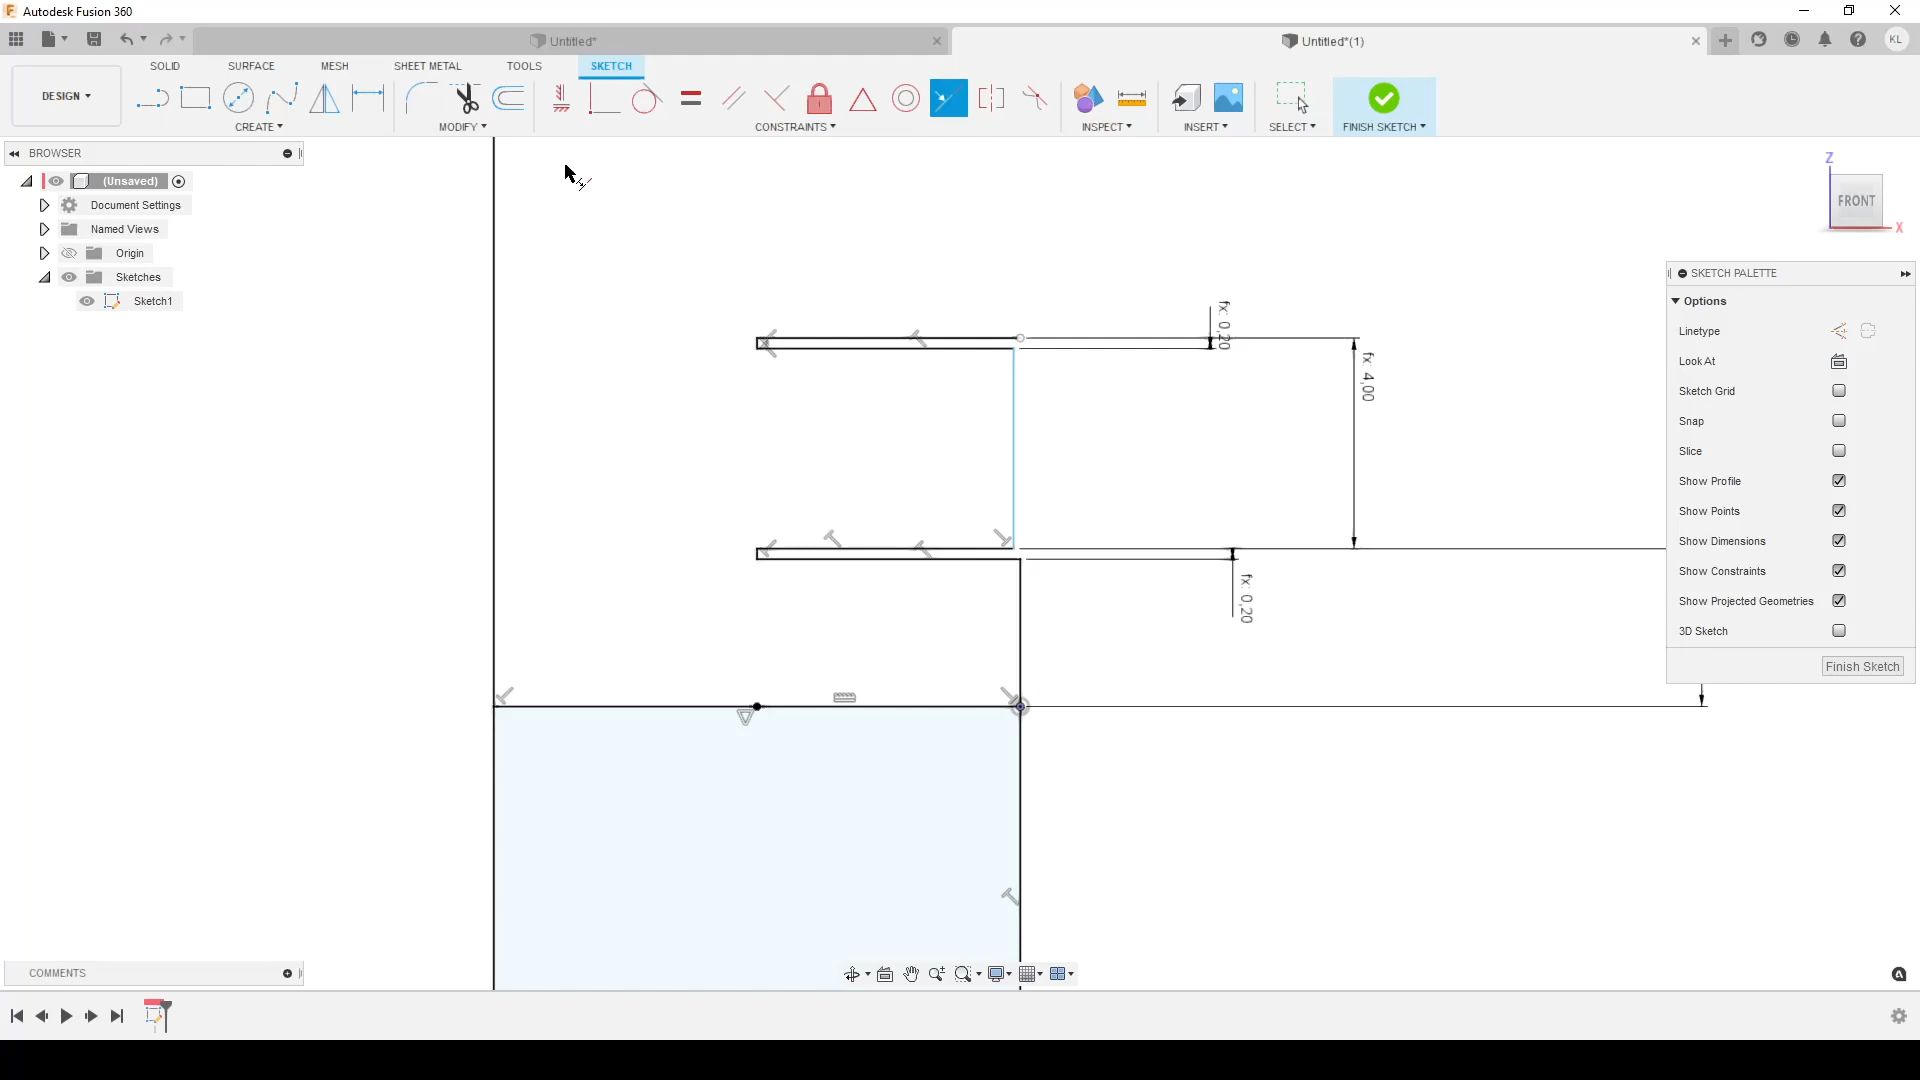 Autodesk Fusion 360
Untitled*
Untitled*(1)
KL
SOLID
SURFACE
MESH
SHEET METAL
TOOLS
SKETCH
DESIGN
CREATE
MODIFY
CONSTRAINTS
INSPECT
INSERT
SELECT
FINISH SKETCH
BROWSER
(Unsaved)
Document Settings
Named Views
Origin
Sketches
Sketch1
Z
FRONT
X
SKETCH PALETTE
Options
Linetype
Look At
Sketch Grid
Snap
Slice
Show Profile
Show Points
Show Dimensions
Show Constraints
Show Projected Geometries
3D Sketch
Finish Sketch
fx: 0,20
fx: 4,00
fx: 0,20
COMMENTS